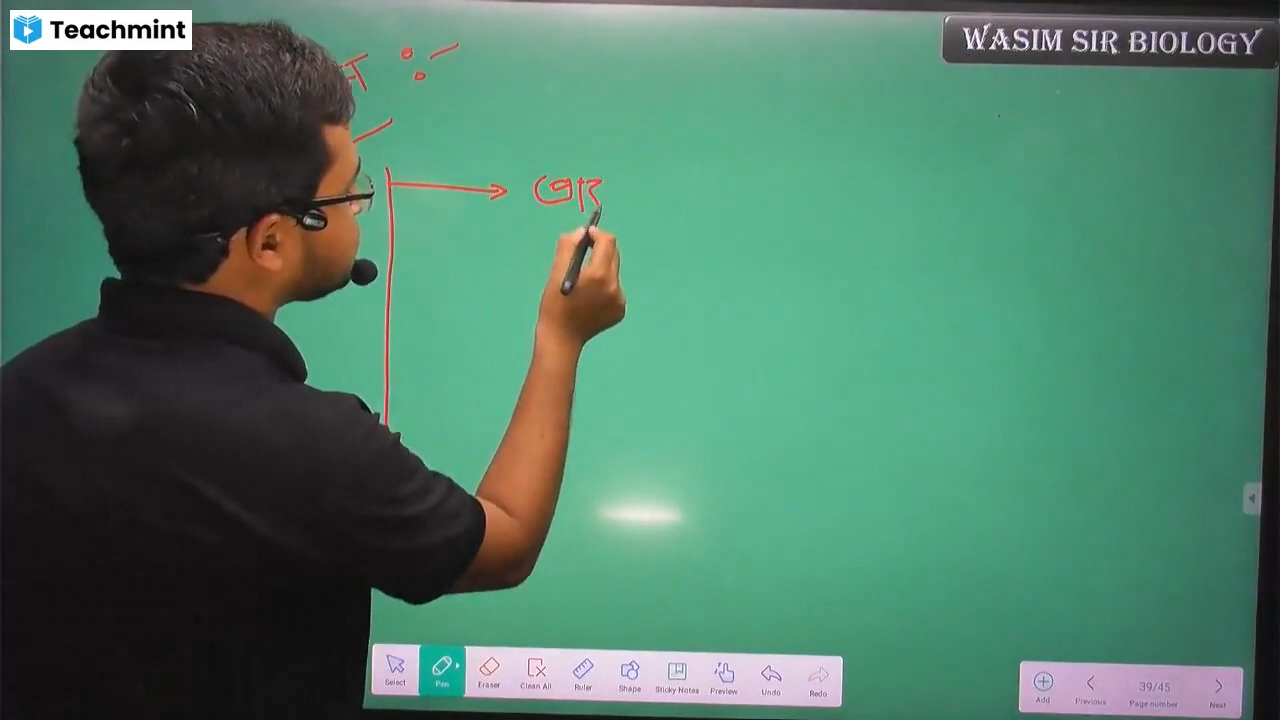 Teachmint
WASIM SIR BIOLOGY
Select
Pen
Eraser
Clean All
Ruler
Shape
Sticky Notes
Preview
Undo
Redo
Add
Previous
39/45
Page number
Next